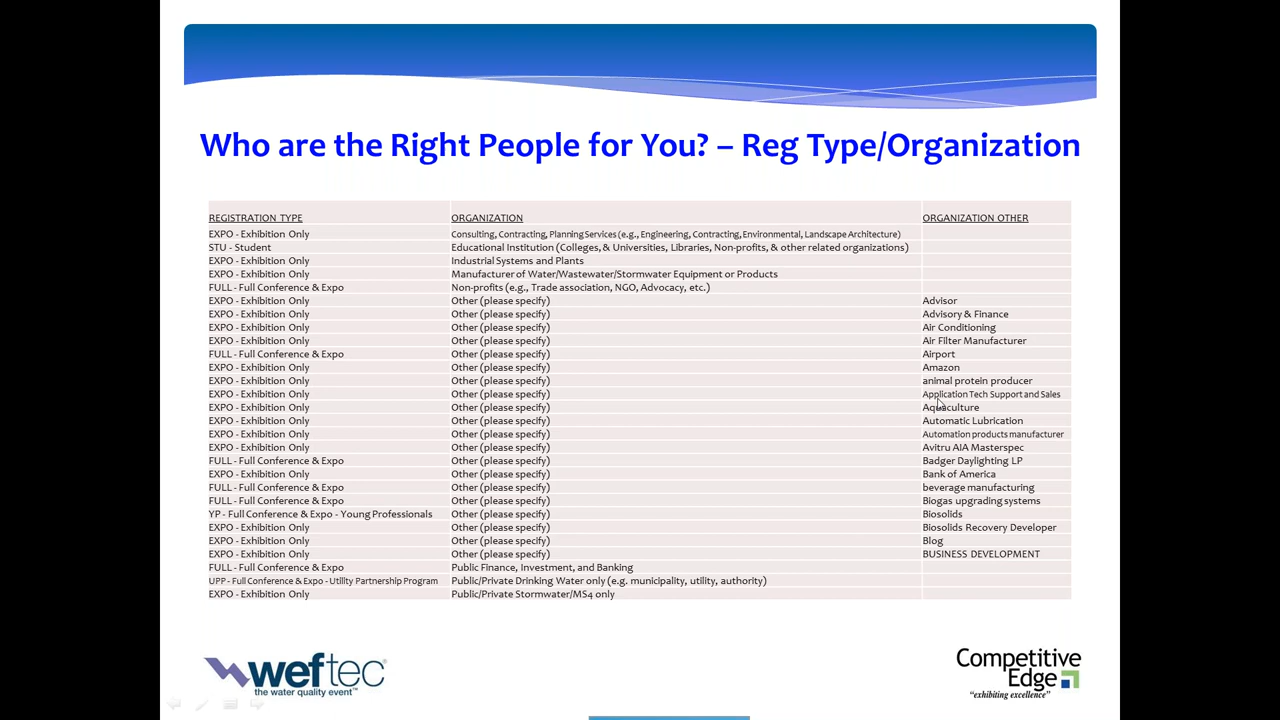 Who are the Right People for You? – Reg Type/Organization
REGISTRATION TYPE ORGANIZATION ORGANIZATION OTHER
EXPO - Exhibition Only Consulting, Contracting, Planning Services (e.g., Engineering, Contracting, Environmental, Landscape Architecture)
STU - Student Educational Institution (Colleges, & Universities, Libraries, Non-profits, & other related organizations)
EXPO - Exhibition Only Industrial Systems and Plants
EXPO - Exhibition Only Manufacturer of Water/Wastewater/Stormwater Equipment or Products
FULL - Full Conference & Expo Non-profits (e.g., Trade association, NGO, Advocacy, etc.)
EXPO - Exhibition Only Other (please specify) Advisor
EXPO - Exhibition Only Other (please specify) Advisory & Finance
EXPO - Exhibition Only Other (please specify) Air Conditioning
EXPO - Exhibition Only Other (please specify) Air Filter Manufacturer
FULL - Full Conference & Expo Other (please specify) Airport
EXPO - Exhibition Only Other (please specify) Amazon
EXPO - Exhibition Only Other (please specify) animal protein producer
EXPO - Exhibition Only Other (please specify) Application Tech Support and Sales
EXPO - Exhibition Only Other (please specify) Aquaculture
EXPO - Exhibition Only Other (please specify) Automatic Lubrication
EXPO - Exhibition Only Other (please specify) Automation products manufacturer
EXPO - Exhibition Only Other (please specify) Avitru AIA Masterspec
FULL - Full Conference & Expo Other (please specify) Badger Daylighting LP
EXPO - Exhibition Only Other (please specify) Bank of America
FULL - Full Conference & Expo Other (please specify) beverage manufacturing
FULL - Full Conference & Expo Other (please specify) Biogas upgrading systems
YP - Full Conference & Expo - Young Professionals Other (please specify) Biosolids
EXPO - Exhibition Only Other (please specify) Biosolids Recovery Developer
EXPO - Exhibition Only Other (please specify) Blog
EXPO - Exhibition Only Other (please specify) BUSINESS DEVELOPMENT
FULL - Full Conference & Expo Public Finance, Investment, and Banking
UPP - Full Conference & Expo - Utility Partnership Program Public/Private Drinking Water only (e.g. municipality, utility, authority)
EXPO - Exhibition Only Public/Private Stormwater/MS4 only
weftec®
the water quality event™
Competitive
Edge
"exhibiting excellence"